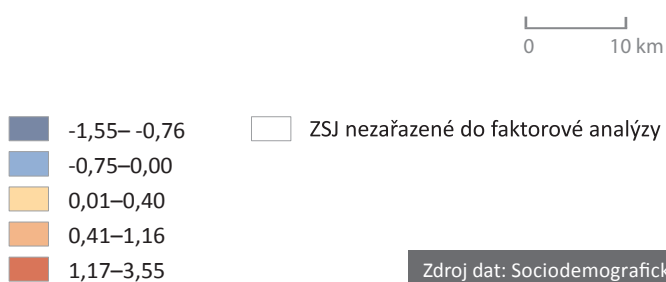 0 10 km
-1,55– -0,76
ZSJ nezařazené do faktorové analýzy
-0,75–0,00
0,01–0,40
0,41–1,16
1,17–3,55
Zdroj dat: Sociodemografick